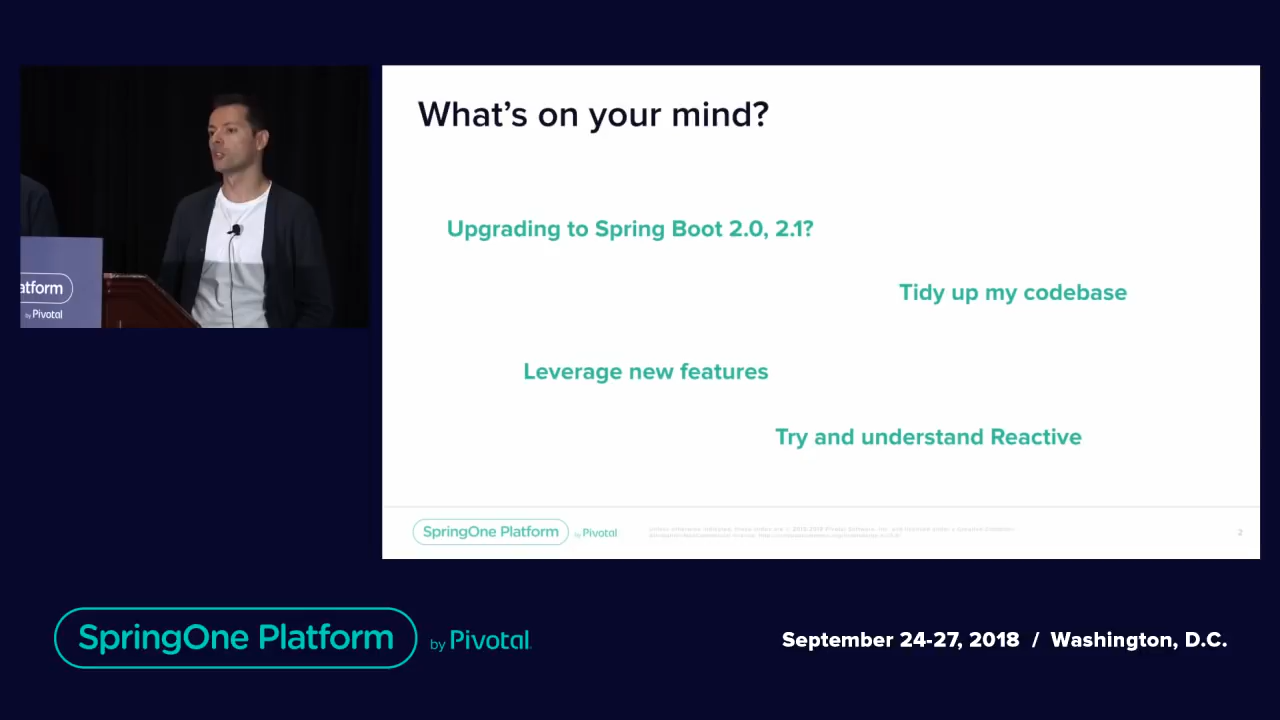 What's on your mind?
Upgrading to Spring Boot 2.0, 2.1?
Tidy up my codebase
Leverage new features
Try and understand Reactive
atform
by Pivotal
SpringOne Platform by Pivotal
2
SpringOne Platform by Pivotal
September 24-27, 2018 / Washington, D.C.